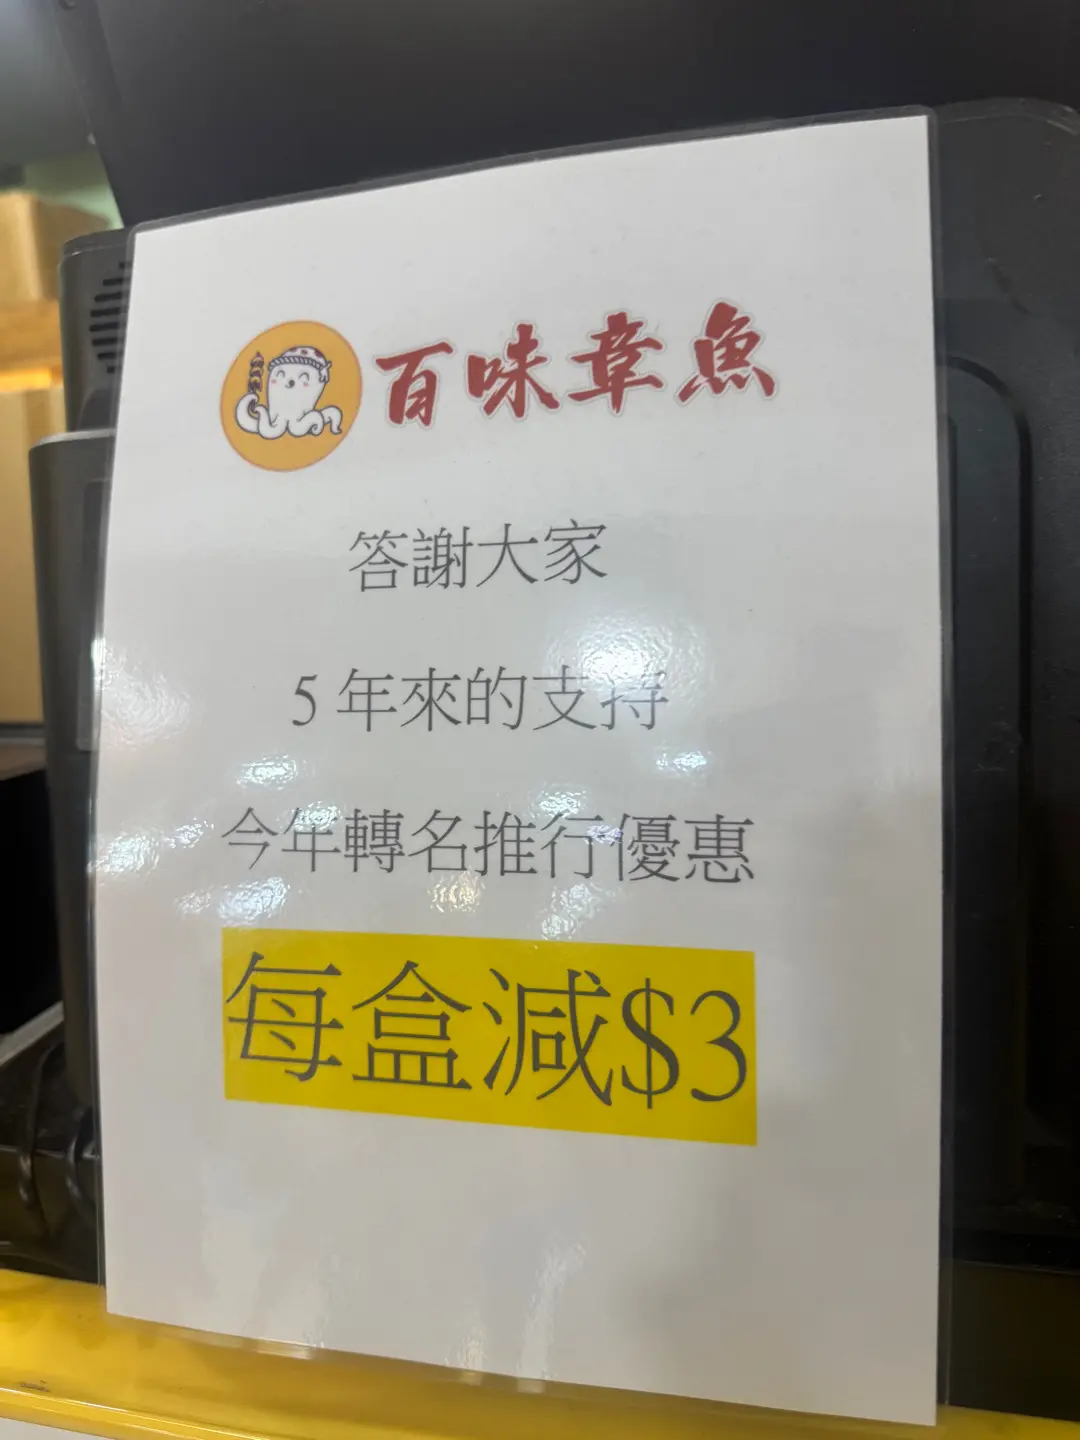 百味章魚
答謝大家
5 年來的支持
今年轉名推行優惠
每盒減$3